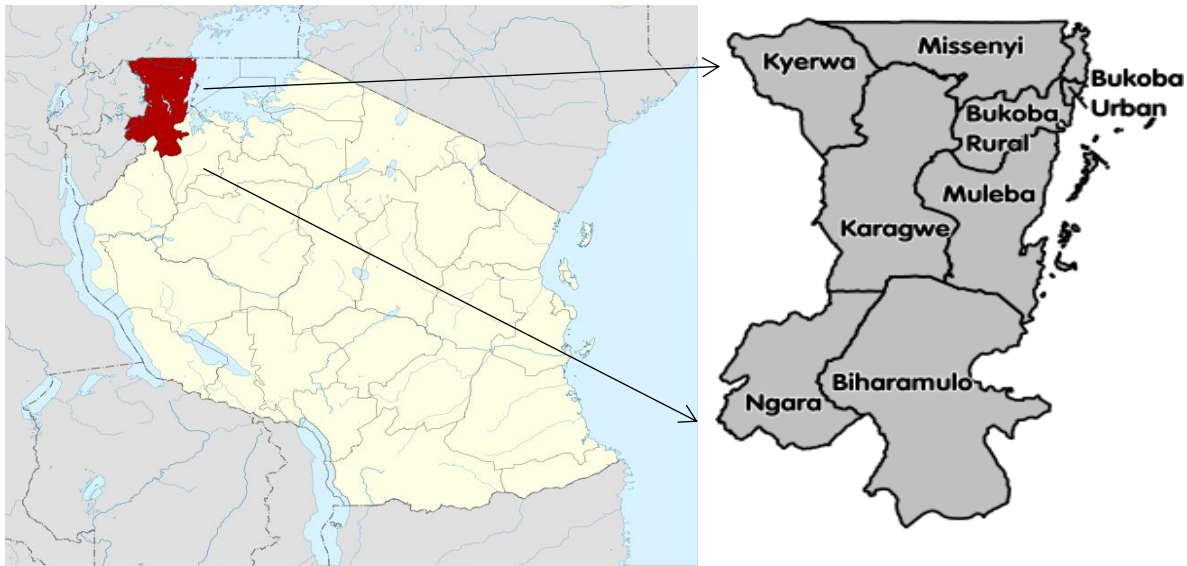 Kyerwa
Missenyi
Bukoba
Urban
Bukoba
Rural
Muleba
Karagwe
Biharamulo
Ngara